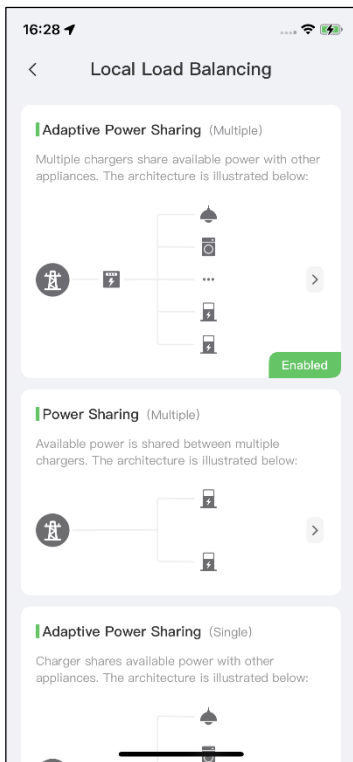 16:28
Local Load Balancing
Adaptive Power Sharing (Multiple)
Multiple chargers share available power with other
appliances. The architecture is illustrated below:
...
Enabled
Power Sharing (Multiple)
Available power is shared between multiple
chargers. The architecture is illustrated below:
Adaptive Power Sharing (Single)
Charger shares available power with other
appliances. The architecture is illustrated below: